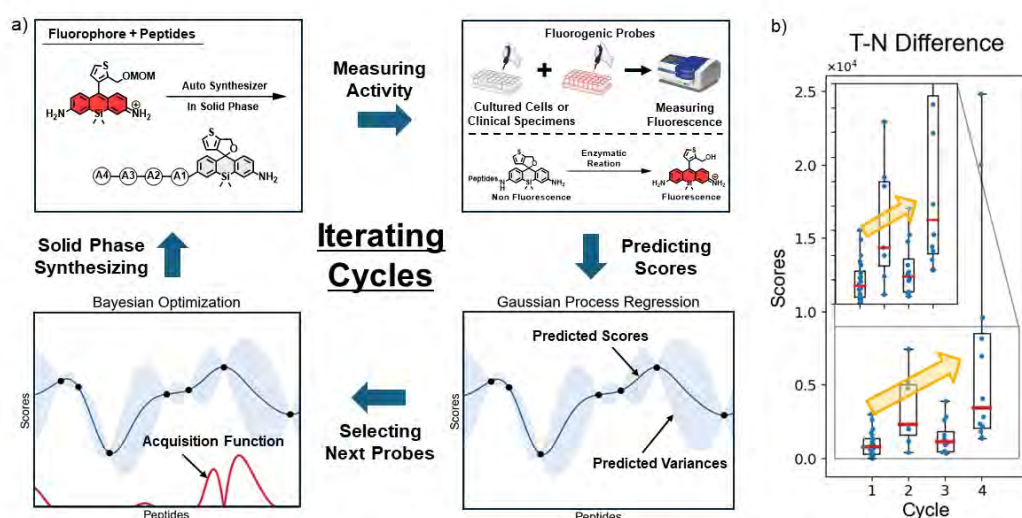 a)
Fluorophore + Peptides
OMOM
S
H₂N
Si
NH₂
⊕
Auto Synthesizer
In Solid Phase
S
O
A4 A3 A2 A1
Si
NH₂
Measuring
Activity
Fluorogenic Probes
+
Cultured Cells or
Clinical Specimens
Measuring
Fluorescence
S
O
Peptides
N
H
Si
NH₂
Non Fluorescence
Enzymatic
Reation
S
OH
H₂N
Si
NH₂
⊕
Fluorescence
Solid Phase
Synthesizing
Iterating
Cycles
Predicting
Scores
Bayesian Optimization
Scores
Acquisition Function
Peptides
Selecting
Next Probes
Gaussian Process Regression
Scores
Predicted Scores
Predicted Variances
Peptides
b)
T-N Difference
×10⁴
2.5
2.0
1.5
1.0
0.5
0.0
Scores
1 2 3 4
Cycle